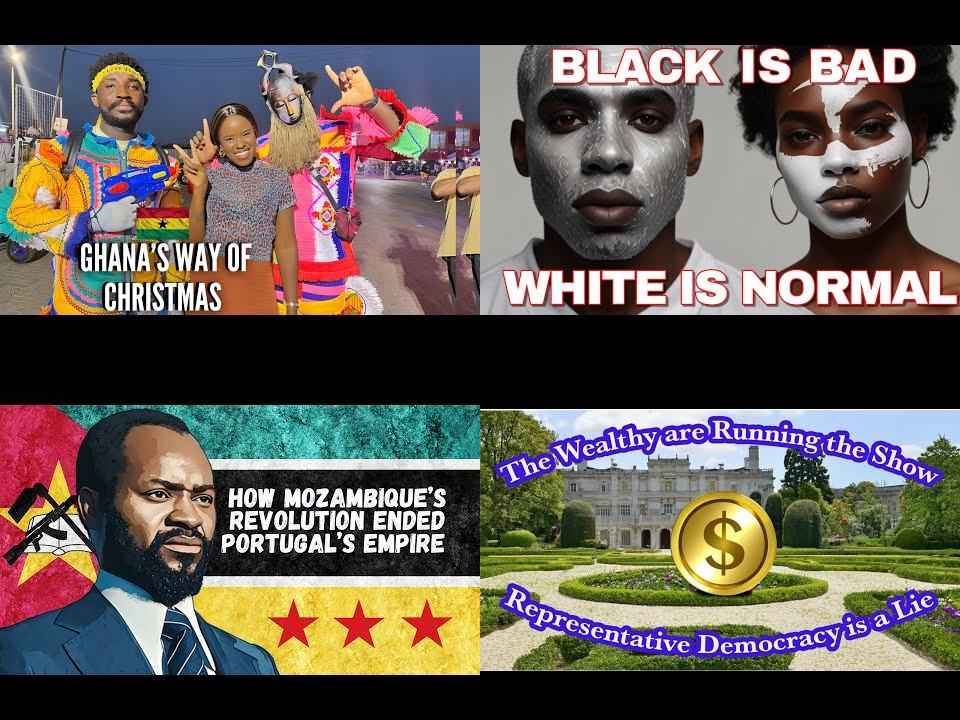 GHANA'S WAY OF
CHRISTMAS
BLACK IS BAD
WHITE IS NORMAL
HOW MOZAMBIQUE'S
REVOLUTION ENDED
PORTUGAL'S EMPIRE
The Wealthy are Running the Show
$
Representative Democracy is a Lie